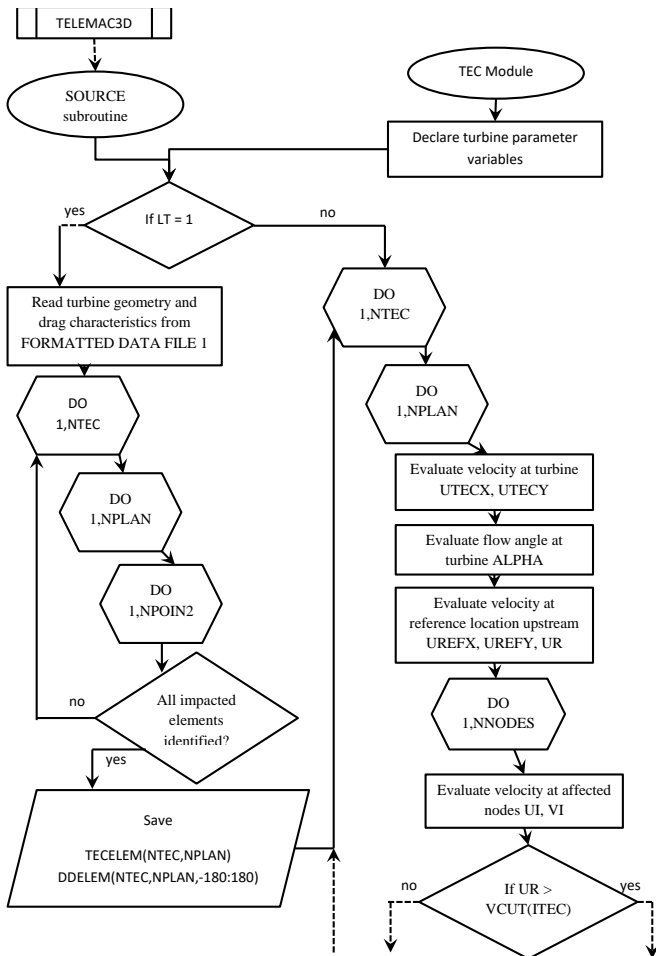 TELEMAC3D
SOURCE
subroutine
TEC Module
Declare turbine parameter
variables
If LT = 1
yes
no
Read turbine geometry and
drag characteristics from
FORMATTED DATA FILE 1
DO
1,NTEC
DO
1,NPLAN
DO
1,NPOIN2
All impacted
elements
identified?
no
yes
Save
TECELEM(NTEC,NPLAN)
DDELEM(NTEC,NPLAN,-180:180)
DO
1,NTEC
DO
1,NPLAN
Evaluate velocity at turbine
UTECX, UTECY
Evaluate flow angle at
turbine ALPHA
Evaluate velocity at
reference location upstream
UREFX, UREFY, UR
DO
1,NNODES
Evaluate velocity at affected
nodes UI, VI
If UR >
VCUT(ITEC)
no
yes